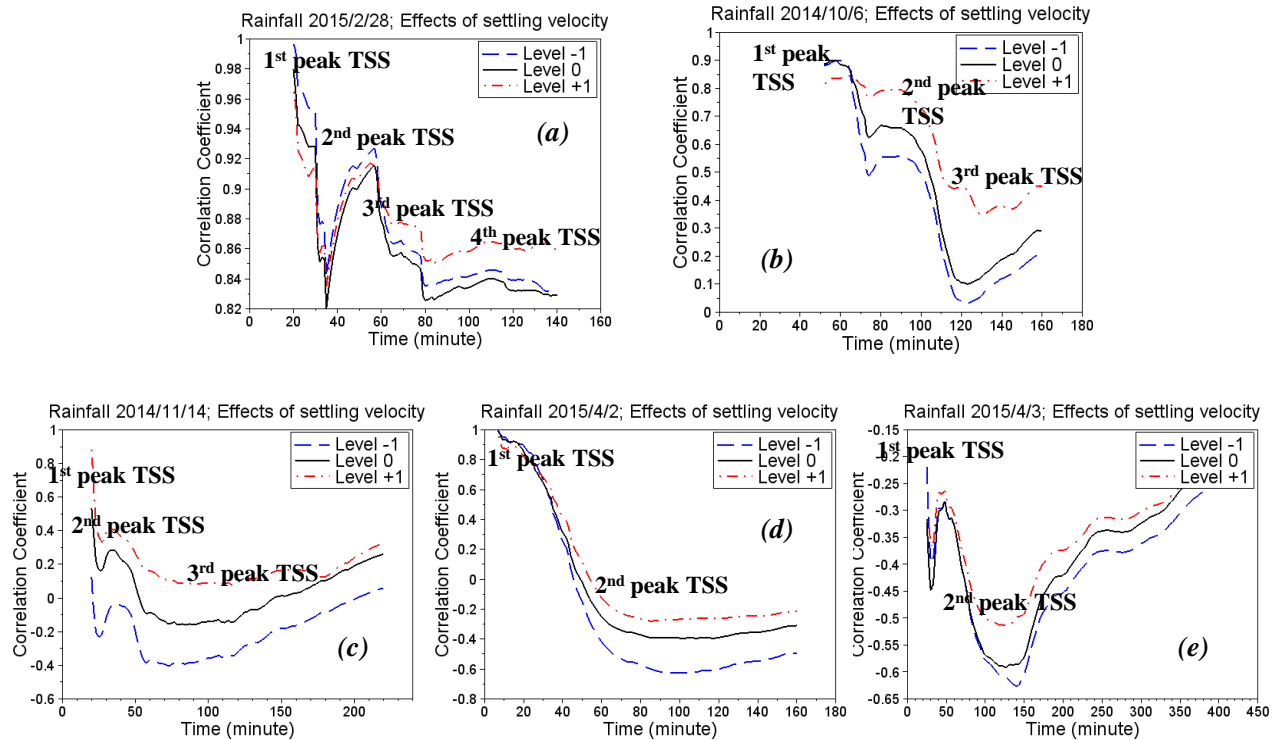 Rainfall 2015/2/28; Effects of settling velocity
1
0.98
0.96
0.94
0.92
0.9
0.88
0.86
0.84
0.82
Correlation Coefficient
0 20 40 60 80 100 120 140 160
Time (minute)
Level -1
Level 0
Level +1
1st peak TSS
2nd peak TSS
3rd peak TSS
4th peak TSS
(a)
Rainfall 2014/10/6; Effects of settling velocity
1
0.9
0.8
0.7
0.6
0.5
0.4
0.3
0.2
0.1
0
Correlation Coefficient
0 20 40 60 80 100 120 140 160 180
Time (minute)
Level -1
Level 0
Level +1
1st peak
TSS
2nd peak
TSS
3rd peak TSS
(b)
Rainfall 2014/11/14; Effects of settling velocity
1
0.8
0.6
0.4
0.2
0
-0.2
-0.4
-0.6
Correlation Coefficient
0 50 100 150 200
Time (minute)
Level -1
Level 0
Level +1
1st peak TSS
2nd peak TSS
3rd peak TSS
(c)
Rainfall 2015/4/2; Effects of settling velocity
1
0.8
0.6
0.4
0.2
0
-0.2
-0.4
-0.6
-0.8
Correlation Coefficient
0 20 40 60 80 100 120 140 160 180
Time (minute)
Level -1
Level 0
Level +1
1st peak TSS
2nd peak TSS
(d)
Rainfall 2015/4/3; Effects of settling velocity
-0.15
-0.2
-0.25
-0.3
-0.35
-0.4
-0.45
-0.5
-0.55
-0.6
-0.65
Correlation Coefficient
0 50 100 150 200 250 300 350 400 450
Time (minute)
Level -1
Level 0
Level +1
1st peak TSS
2nd peak TSS
(e)